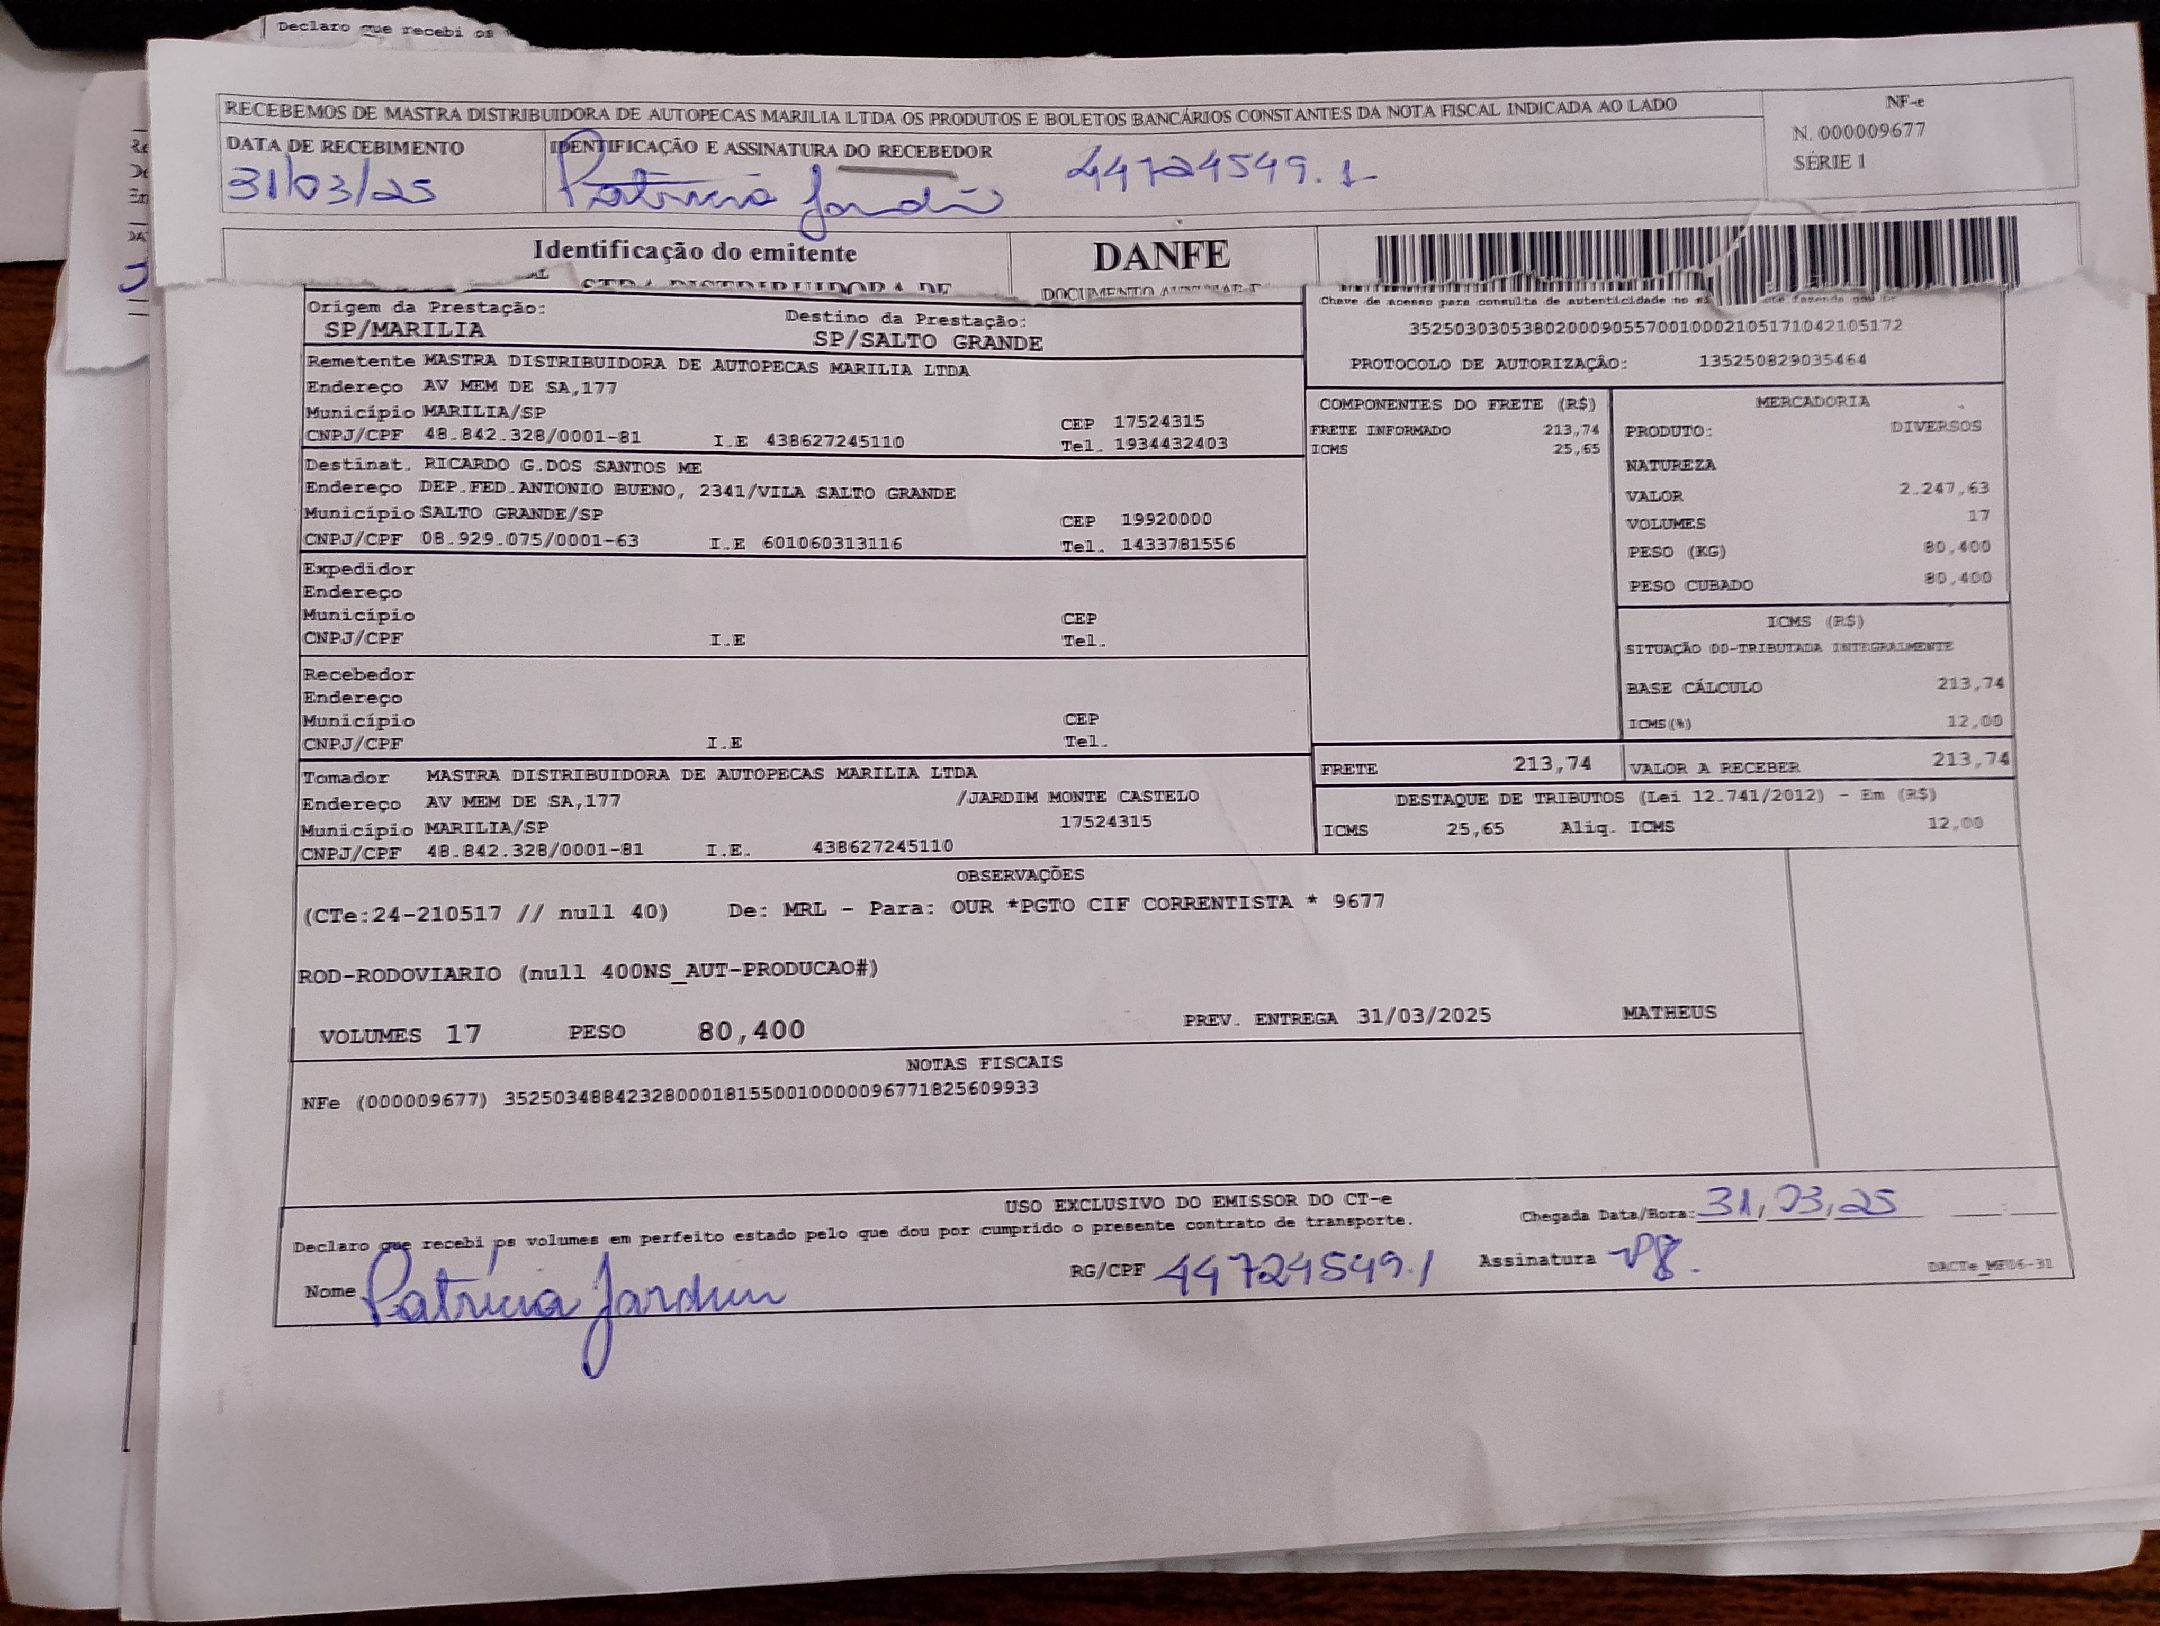 Declaro que recebi os
RECEBEMOS DE MASTRA DISTRIBUIDORA DE AUTOPECAS MARILIA LTDA OS PRODUTOS E BOLETOS BANCÁRIOS CONSTANTES DA NOTA FISCAL INDICADA AO LADO
NF-e
N. 000009677
SÉRIE 1
DATA DE RECEBIMENTO
31/03/25
IDENTIFICAÇÃO E ASSINATURA DO RECEBEDOR
Patricia 44724549.1
Identificação do emitente
DANFE
Origem da Prestação:
SP/MARILIA
Destino da Prestação:
SP/SALTO GRANDE
Chave de acesso para consulta de autenticidade no
35250303053802000905570010002105171042105172
PROTOCOLO DE AUTORIZAÇÃO: 135250829035464
Remetente MASTRA DISTRIBUIDORA DE AUTOPECAS MARILIA LTDA
Endereço AV MEM DE SA,177
Município MARILIA/SP CEP 17524315
CNPJ/CPF 48.842.328/0001-81 I.E 438627245110 Tel. 1934432403
Destinat. RICARDO G.DOS SANTOS ME
Endereço DEP.FED.ANTONIO BUENO, 2341/VILA SALTO GRANDE
Município SALTO GRANDE/SP CEP 19920000
CNPJ/CPF 08.929.075/0001-63 I.E 601060313116 Tel. 1433781556
Expedidor
Endereço
Município CEP
CNPJ/CPF I.E Tel.
Recebedor
Endereço
Município CEP
CNPJ/CPF I.E Tel.
Tomador MASTRA DISTRIBUIDORA DE AUTOPECAS MARILIA LTDA
Endereço AV MEM DE SA,177 /JARDIM MONTE CASTELO
Município MARILIA/SP 17524315
CNPJ/CPF 48.842.328/0001-81 I.E. 438627245110
COMPONENTES DO FRETE (R$)
FRETE INFORMADO 213,74
ICMS 25,65
MERCADORIA
PRODUTO: DIVERSOS
NATUREZA
VALOR 2.247,63
VOLUMES 17
PESO (KG) 80,400
PESO CUBADO 80,400
ICMS (R$)
SITUAÇÃO 00-TRIBUTADA INTEGRALMENTE
BASE CÁLCULO 213,74
ICMS(%) 12,00
FRETE 213,74 VALOR A RECEBER 213,74
DESTAQUE DE TRIBUTOS (Lei 12.741/2012) - Em (R$)
ICMS 25,65 Aliq. ICMS 12,00
OBSERVAÇÕES
(CTe:24-210517 // null 40) De: MRL - Para: OUR *PGTO CIF CORRENTISTA * 9677
ROD-RODOVIARIO (null 400NS_AUT-PRODUCAO#)
VOLUMES 17 PESO 80,400 PREV. ENTREGA 31/03/2025 MATHEUS
NOTAS FISCAIS
NFe (000009677) 35250348842328000181550010000096771825609933
USO EXCLUSIVO DO EMISSOR DO CT-e
Declaro que recebi os volumes em perfeito estado pelo que dou por cumprido o presente contrato de transporte. Chegada Data/Hora: 31/03/25
Nome Patricia RG/CPF 44724549.1 Assinatura
DACTe_MFU6-31